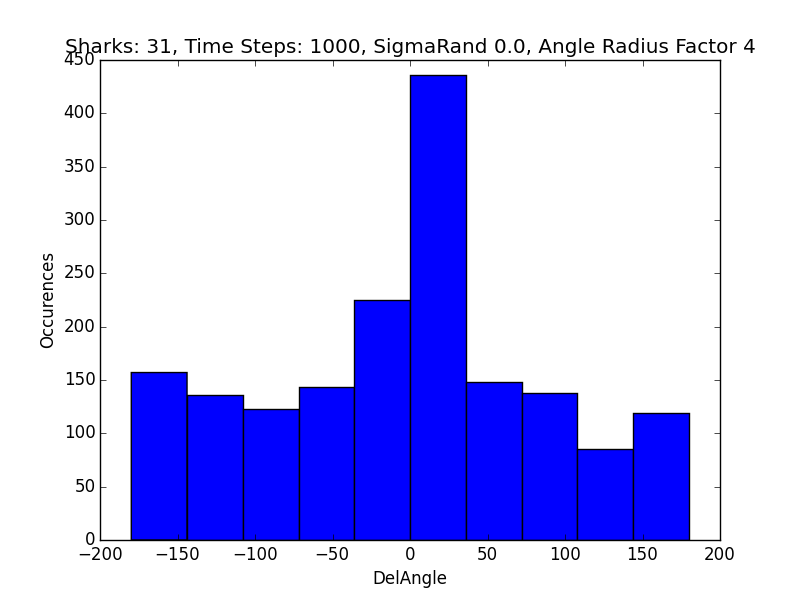 Sharks: 31, Time Steps: 1000, SigmaRand 0.0, Angle Radius Factor 4
450
400
350
300
250
200
150
100
50
0
Occurences
−200 −150 −100 −50 0 50 100 150 200
DelAngle